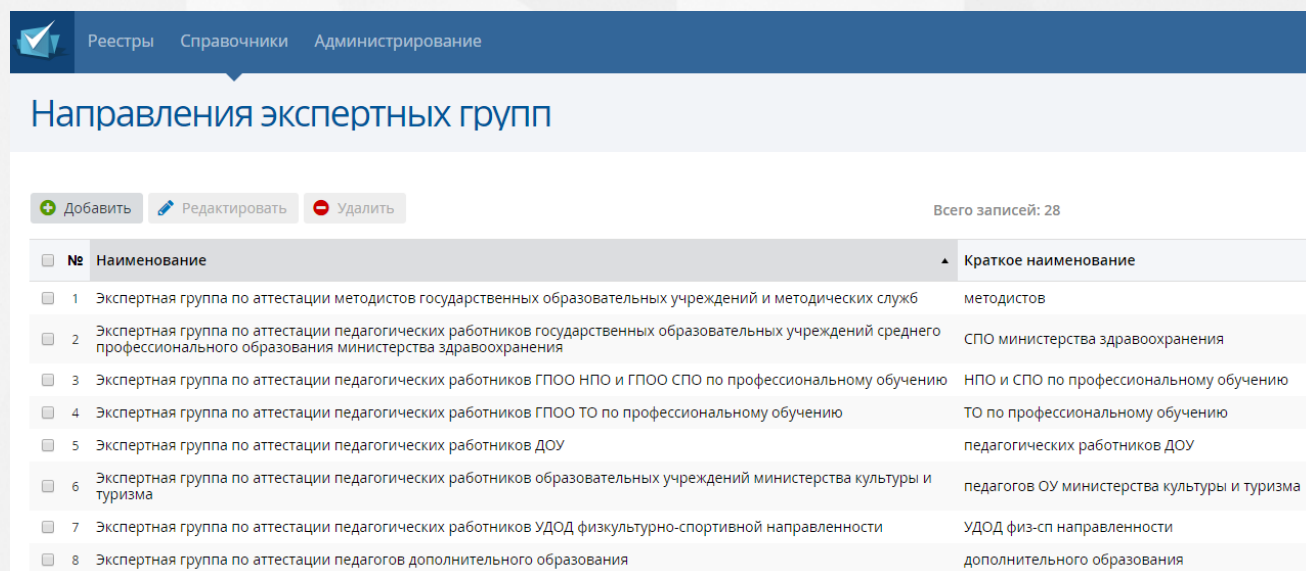 Реестры Справочники Администрирование
Направления экспертных групп
Добавить Редактировать Удалить Всего записей: 28
№ Наименование Краткое наименование
1 Экспертная группа по аттестации методистов государственных образовательных учреждений и методических служб методистов
2 Экспертная группа по аттестации педагогических работников государственных образовательных учреждений среднего
профессионального образования министерства здравоохранения СПО министерства здравоохранения
3 Экспертная группа по аттестации педагогических работников ГПОО НПО и ГПОО СПО по профессиональному обучению НПО и СПО по профессиональному обучению
4 Экспертная группа по аттестации педагогических работников ГПОО ТО по профессиональному обучению ТО по профессиональному обучению
5 Экспертная группа по аттестации педагогических работников ДОУ педагогических работников ДОУ
6 Экспертная группа по аттестации педагогических работников образовательных учреждений министерства культуры и
туризма педагогов ОУ министерства культуры и туризма
7 Экспертная группа по аттестации педагогических работников УДОД физкультурно-спортивной направленности УДОД физ-сп направленности
8 Экспертная группа по аттестации педагогов дополнительного образования дополнительного образования